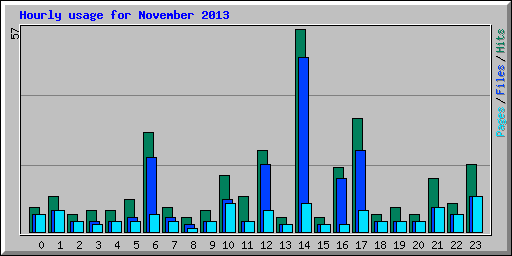 Hourly usage for November 2013
57
Pages / Files / Hits
0 1 2 3 4 5 6 7 8 9 10 11 12 13 14 15 16 17 18 19 20 21 22 23